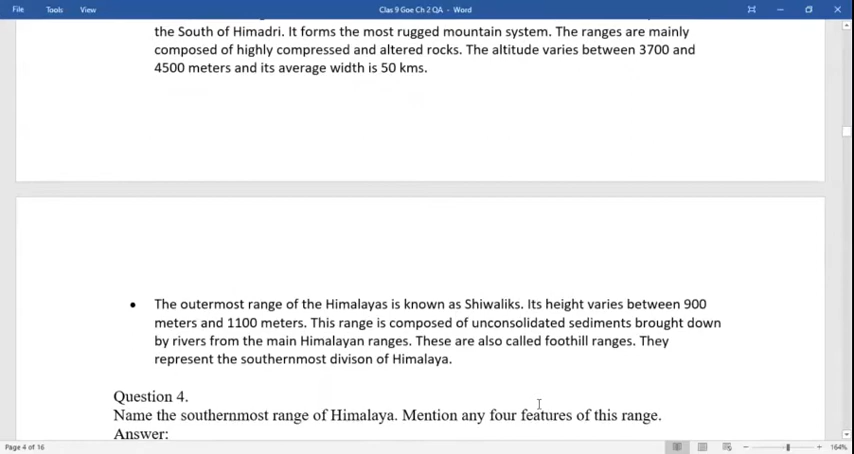 File Tools View Clas 9 Goe Ch 2 QA - Word
the South of Himadri. It forms the most rugged mountain system. The ranges are mainly
composed of highly compressed and altered rocks. The altitude varies between 3700 and
4500 meters and its average width is 50 kms.
• The outermost range of the Himalayas is known as Shiwaliks. Its height varies between 900
meters and 1100 meters. This range is composed of unconsolidated sediments brought down
by rivers from the main Himalayan ranges. These are also called foothill ranges. They
represent the southernmost divison of Himalaya.
Question 4.
Name the southernmost range of Himalaya. Mention any four features of this range.
Answer:
Page 4 of 16 164%